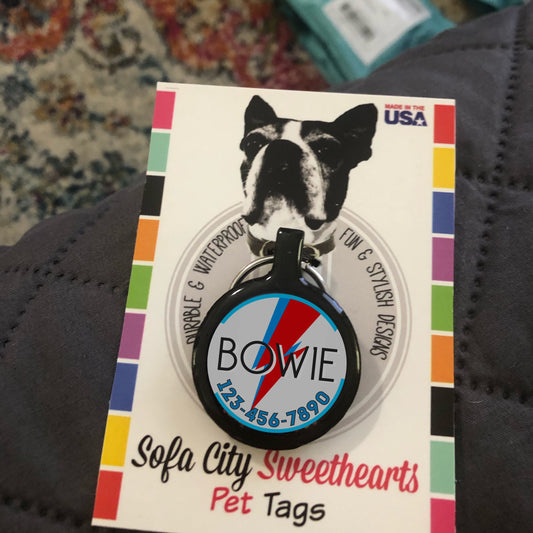 MADE IN THE
USA
DURABLE & WATERPROOF
FUN & STYLISH DESIGNS
BOWIE
123-456-7890
Sofa City Sweethearts
Pet Tags